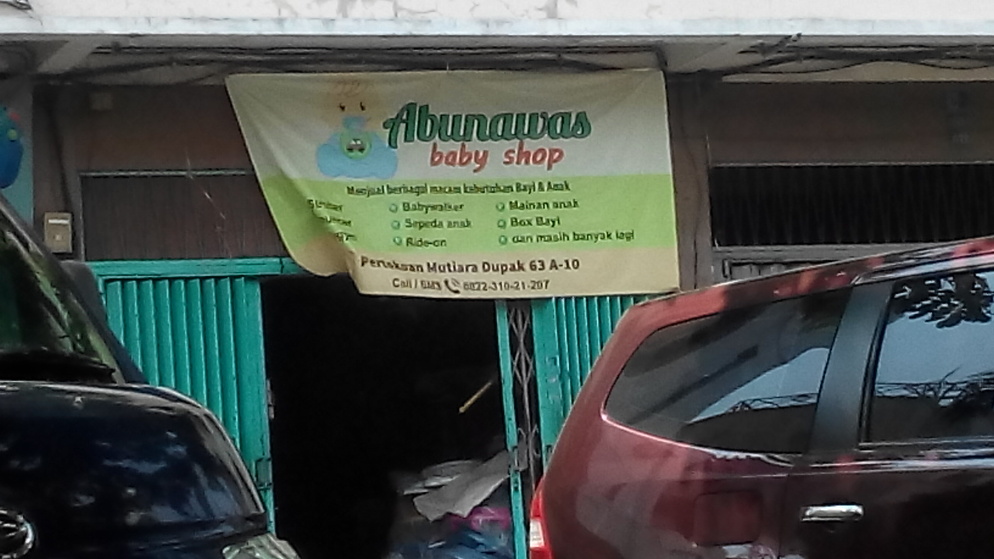 Abunawas
baby shop
Menjual berbagai macam kebutuhan Bayi & Anak
Babywalker
Mainan anak
Sepeda anak
Box Bayi
Ride-on
dan masih banyak lagi
Pertokoan Mutiara Dupak 63 A-10
Call / SMS 0822-310-21-207